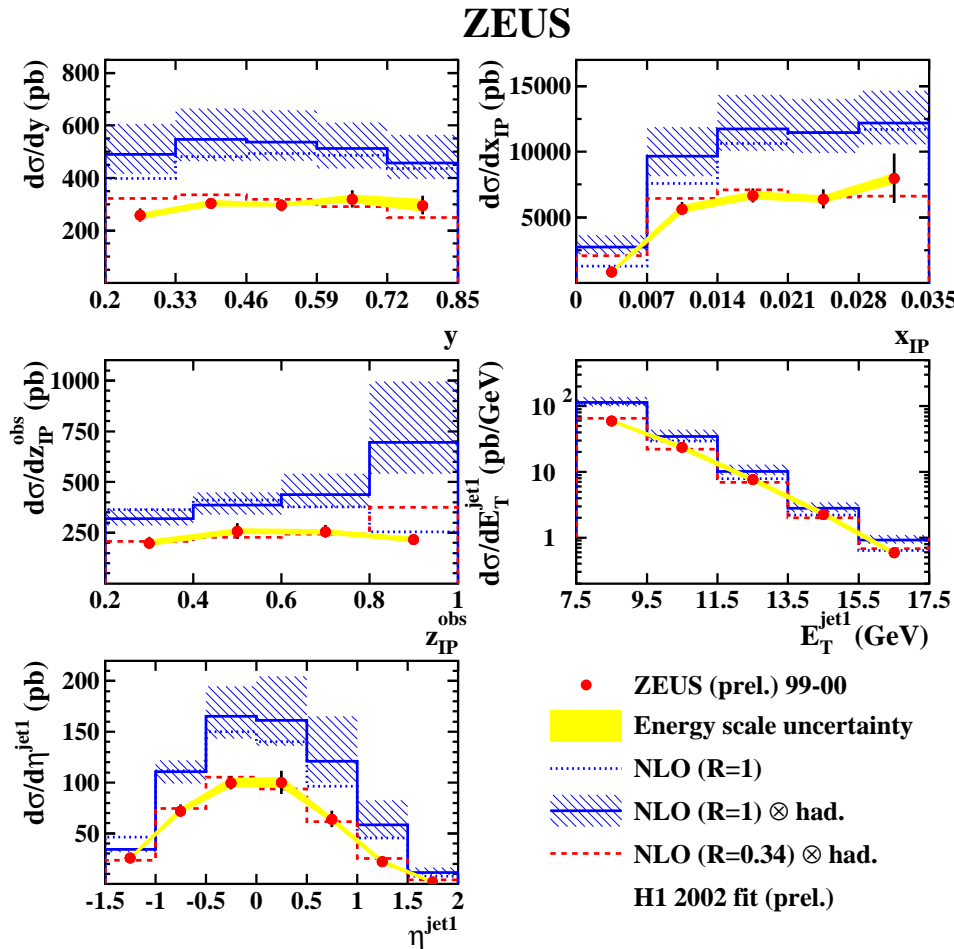 ZEUS
dσ/dy (pb)
800
600
400
200
0.2 0.33 0.46 0.59 0.72 0.85
y
dσ/dx_IP (pb)
15000
10000
5000
0 0.007 0.014 0.021 0.028 0.035
x_IP
dσ/dz_IP^obs (pb)
1000
750
500
250
0.2 0.4 0.6 0.8 1
z_IP^obs
dσ/dE_T^jet1 (pb/GeV)
10^2
10
1
7.5 9.5 11.5 13.5 15.5 17.5
E_T^jet1 (GeV)
dσ/dη^jet1 (pb)
200
150
100
50
-1.5 -1 -0.5 0 0.5 1 1.5 2
η^jet1
ZEUS (prel.) 99-00
Energy scale uncertainty
NLO (R=1)
NLO (R=1) ⊗ had.
NLO (R=0.34) ⊗ had.
H1 2002 fit (prel.)